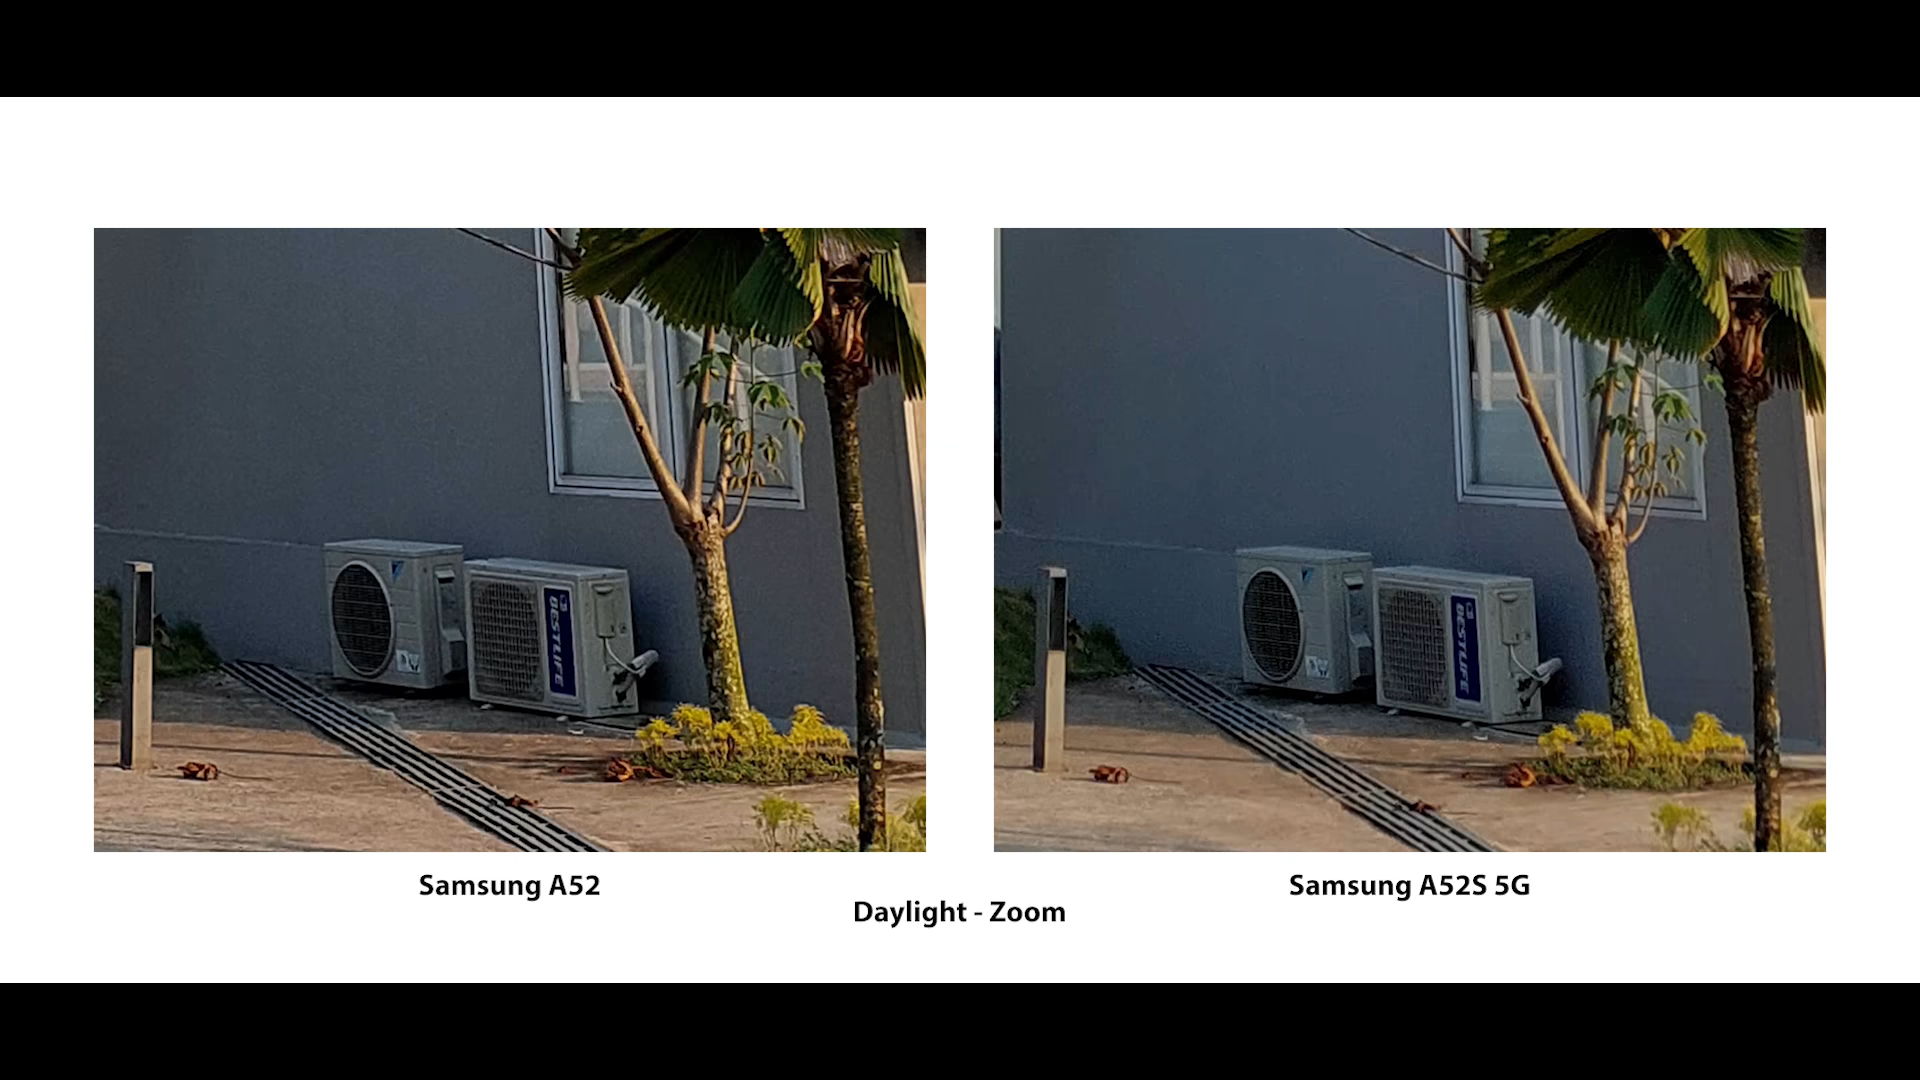 BESTLIFE
BESTLIFE
Samsung A52
Samsung A52S 5G
Daylight - Zoom